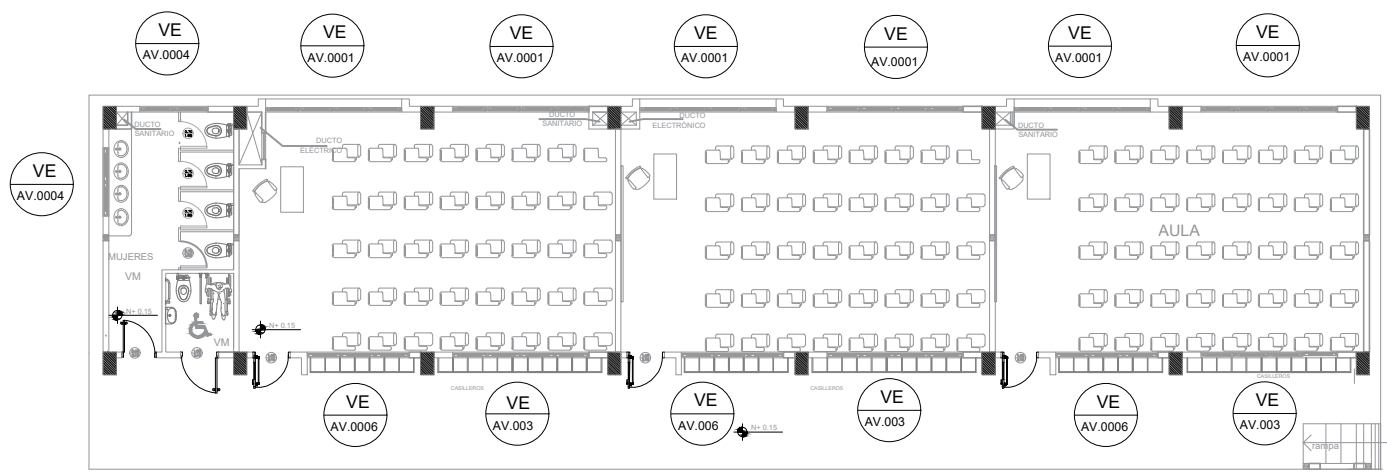 VE
AV.0004
VE
AV.0001
VE
AV.0001
VE
AV.0001
VE
AV.0001
VE
AV.0001
VE
AV.0001
DUCTO
SANITARIO
DUCTO
ELÉCTRICO
DUCTO
SANITARIO
DUCTO
ELECTRÓNICO
DUCTO
SANITARIO
VE
AV.0004
AULA
MUJERES
VM
N+ 0.15
N+ 0.15
VM
CASILLEROS
CASILLEROS
CASILLEROS
VE
AV.0006
VE
AV.003
VE
AV.006
VE
AV.003
VE
AV.0006
VE
AV.003
N+ 0.15
rampa